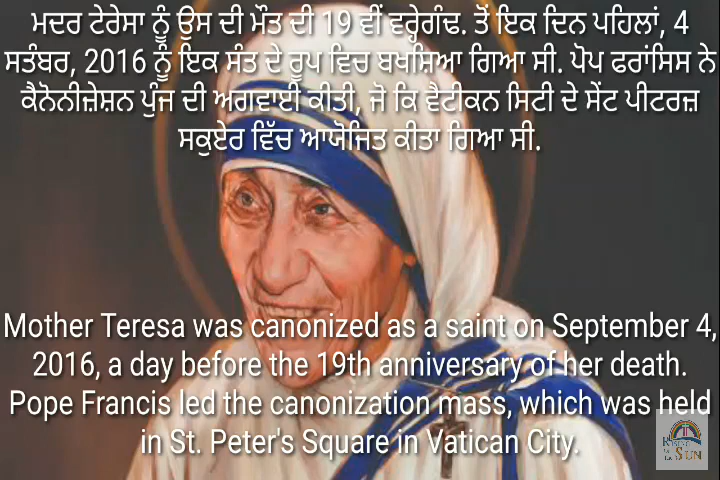 ਮਦਰ ਟੇਰੇਸਾ ਨੂੰ ਉਸ ਦੀ ਮੌਤ ਦੀ 19 ਵੀਂ ਵਰ੍ਹੇਗੰਢ. ਤੋਂ ਇਕ ਦਿਨ ਪਹਿਲਾਂ, 4
ਸਤੰਬਰ, 2016 ਨੂੰ ਇਕ ਸੰਤ ਦੇ ਰੂਪ ਵਿਚ ਬਖਸ਼ਿਆ ਗਿਆ ਸੀ. ਪੋਪ ਫਰਾਂਸਿਸ ਨੇ
ਕੈਨੋਨੀਜ਼ੇਸ਼ਨ ਪੁੰਜ ਦੀ ਅਗਵਾਈ ਕੀਤੀ, ਜੋ ਕਿ ਵੈਟੀਕਨ ਸਿਟੀ ਦੇ ਸੇਂਟ ਪੀਟਰਜ਼
ਸਕੁਏਰ ਵਿੱਚ ਆਯੋਜਿਤ ਕੀਤਾ ਗਿਆ ਸੀ.
Mother Teresa was canonized as a saint on September 4,
2016, a day before the 19th anniversary of her death.
Pope Francis led the canonization mass, which was held
in St. Peter's Square in Vatican City.
SUN